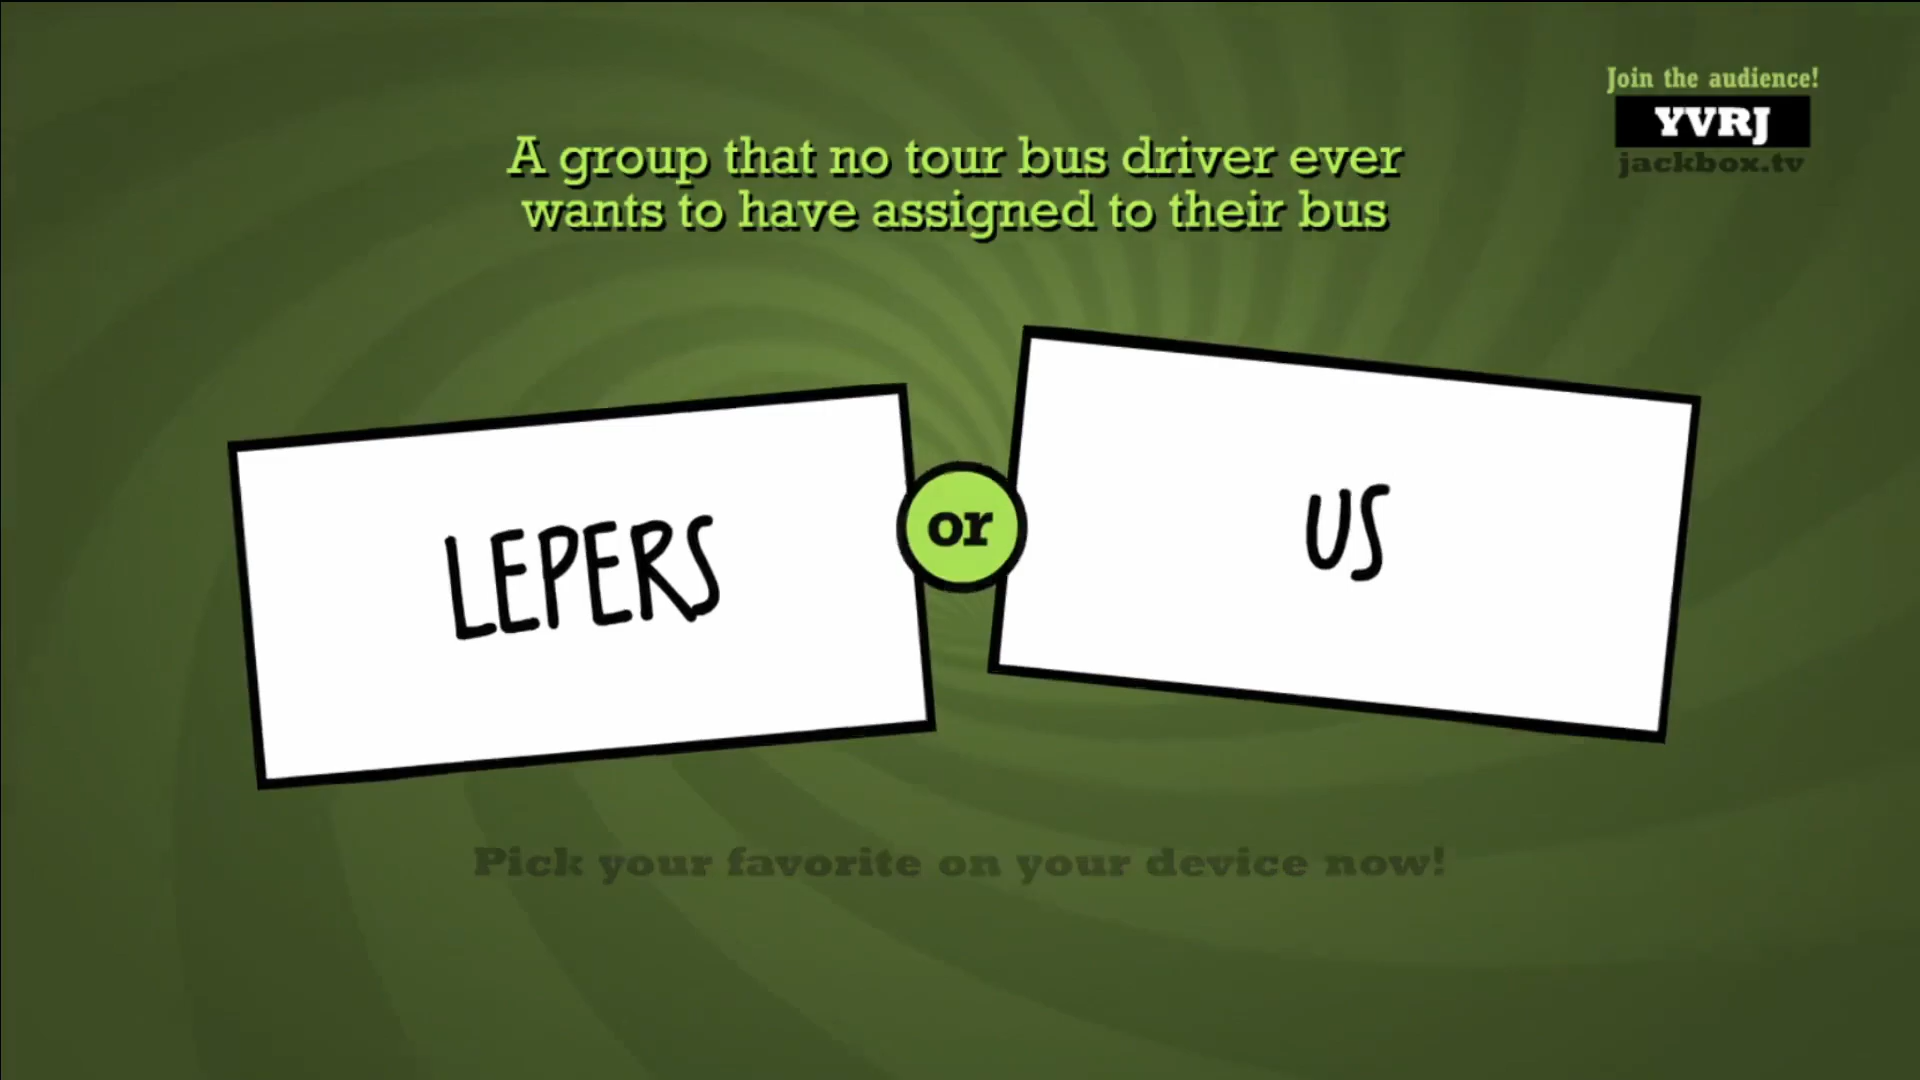 Join the audience!
YVRJ
jackbox.tv
A group that no tour bus driver ever
wants to have assigned to their bus
LEPERS
or
US
Pick your favorite on your device now!